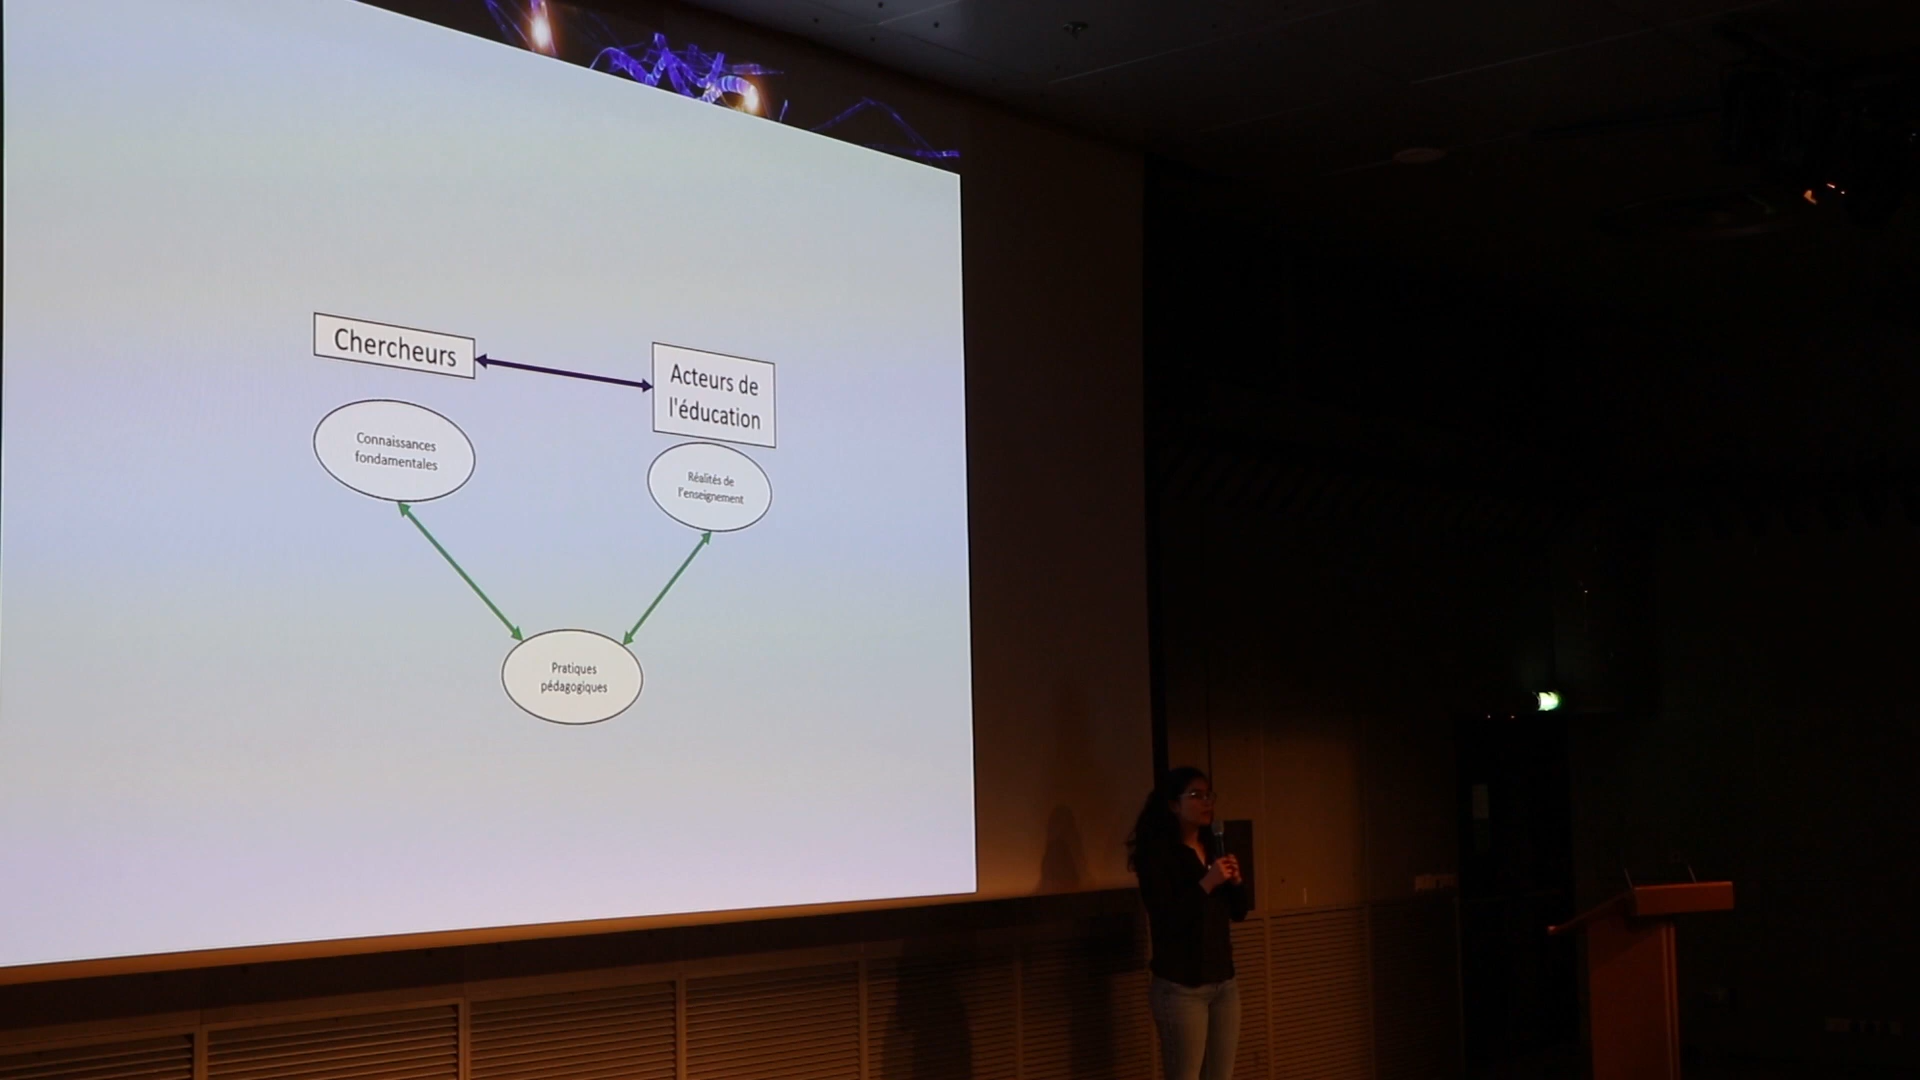 Chercheurs
Acteurs de
l'éducation
Connaissances
fondamentales
Réalités de
l'enseignement
Pratiques
pédagogiques